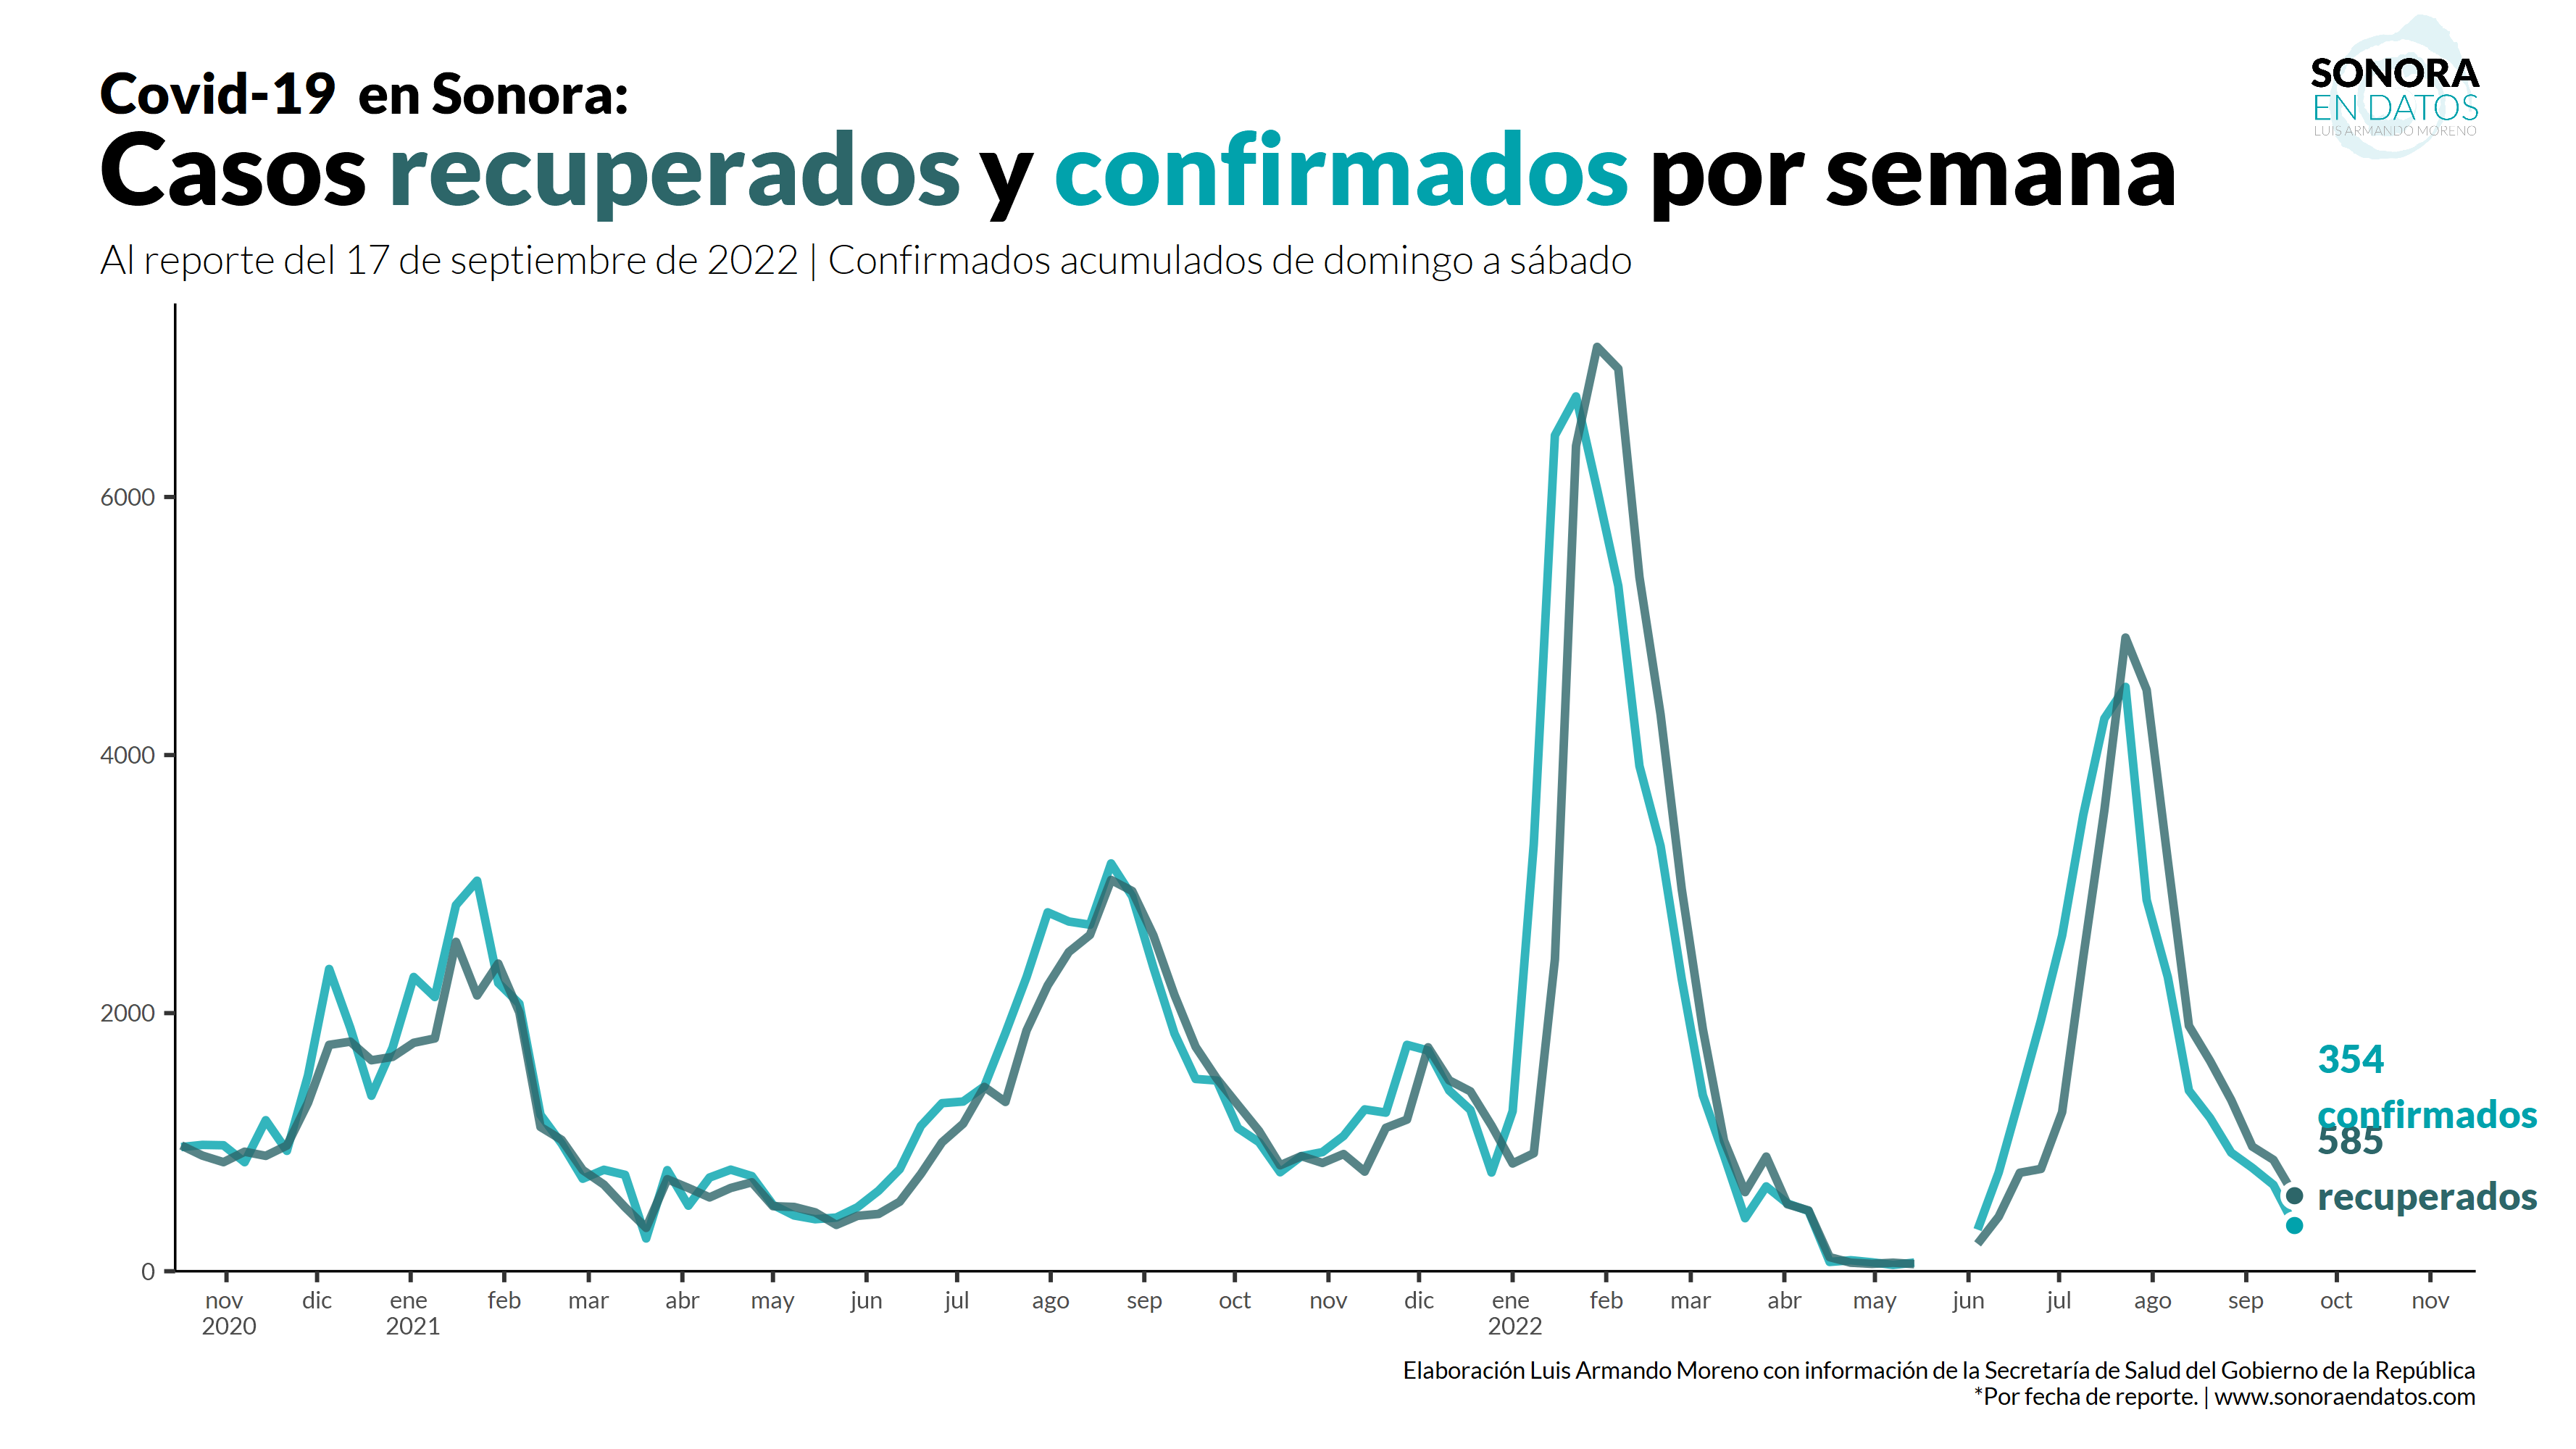 SONORA
EN DATOS
LUIS ARMANDO MORENO
Covid-19 en Sonora:
Casos recuperados y confirmados por semana
Al reporte del 17 de septiembre de 2022 | Confirmados acumulados de domingo a sábado
6000
4000
2000
0
354
confirmados
585
recuperados
nov dic ene feb mar abr may jun jul ago sep oct nov dic ene feb mar abr may jun jul ago sep oct nov
2020 2021 2022
Elaboración Luis Armando Moreno con información de la Secretaría de Salud del Gobierno de la República
*Por fecha de reporte. | www.sonoraendatos.com